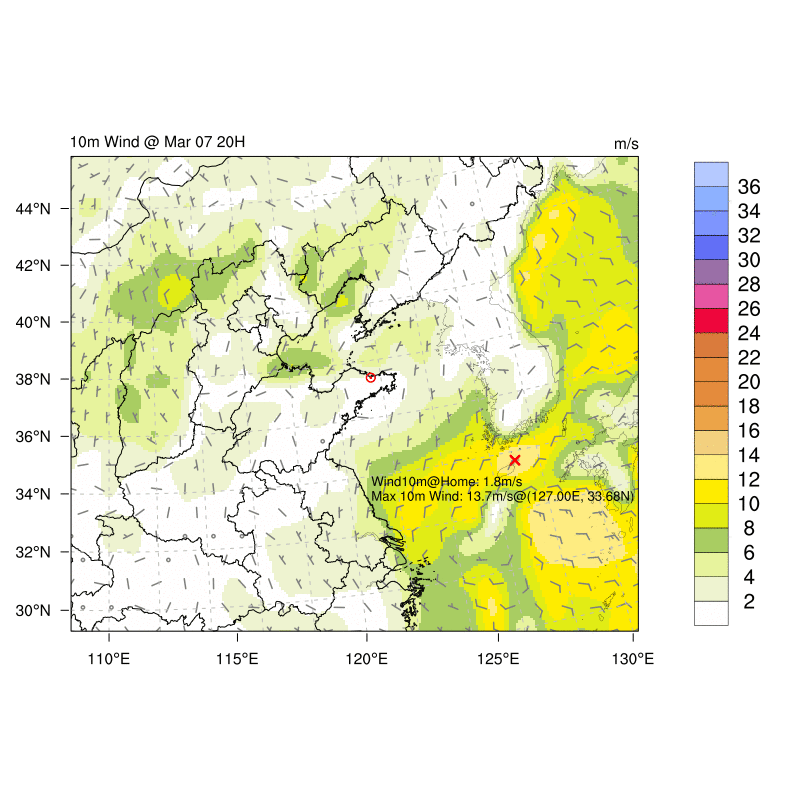 10m Wind @ Mar 07 20H
m/s
44°N
42°N
40°N
38°N
36°N
34°N
32°N
30°N
110°E
115°E
120°E
125°E
130°E
Wind10m@Home: 1.8m/s
Max 10m Wind: 13.7m/s@(127.00E, 33.68N)
36
34
32
30
28
26
24
22
20
18
16
14
12
10
8
6
4
2